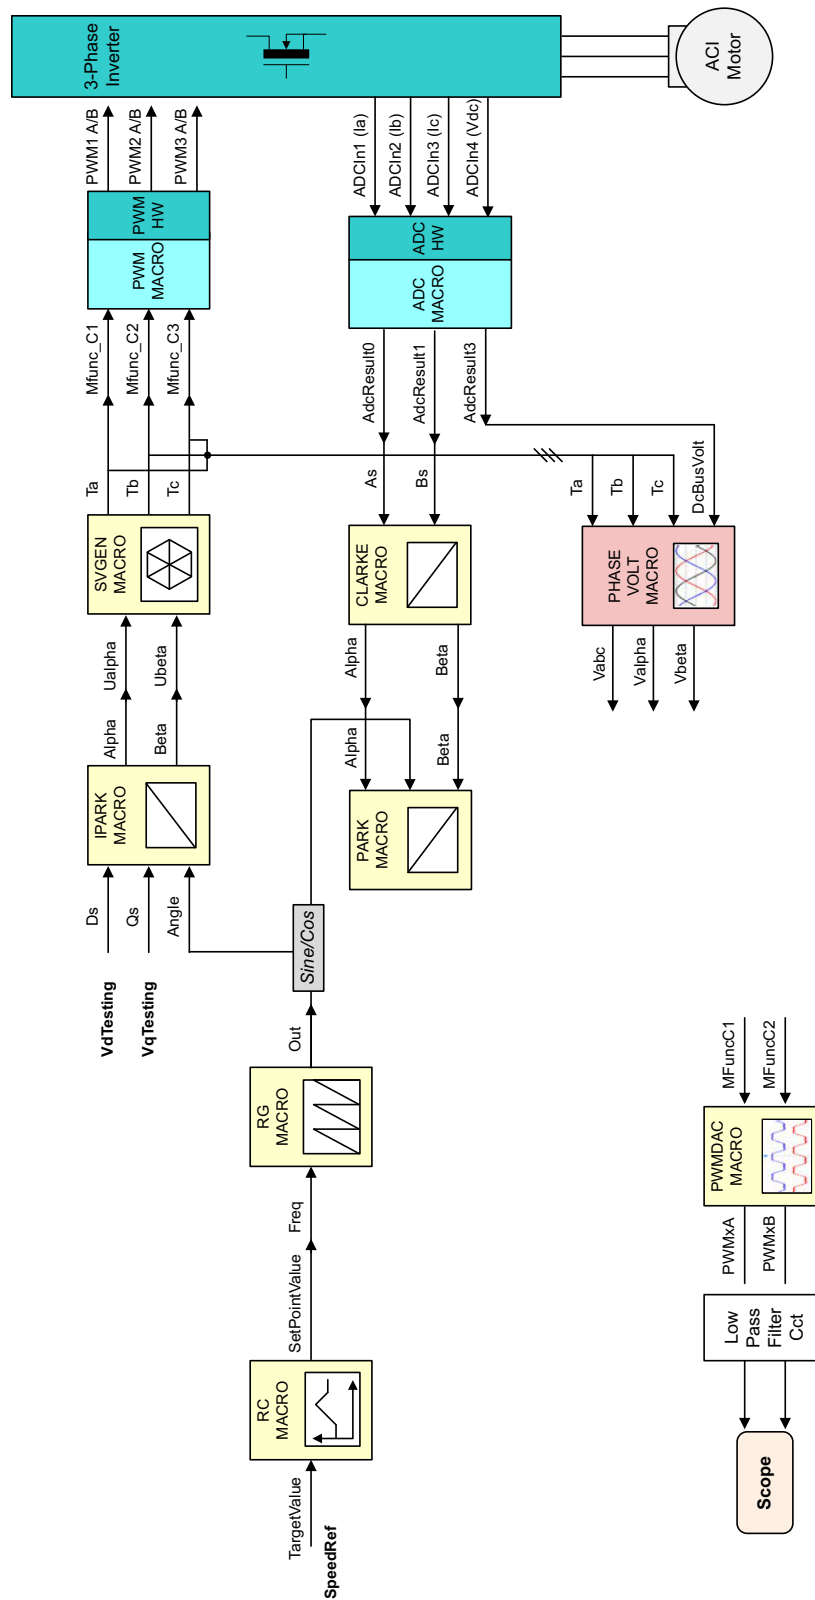 VdTesting
VqTesting
Ds
Qs
Angle
IPARK
MACRO
Alpha
Beta
Ualpha
Ubeta
SVGEN
MACRO
Ta
Tb
Tc
Mfunc_C1
Mfunc_C2
Mfunc_C3
PWM
MACRO
PWM
HW
PWM1 A/B
PWM2 A/B
PWM3 A/B
3-Phase
Inverter
SpeedRef
TargetValue
RC
MACRO
SetPointValue
Freq
RG
MACRO
Out
Sine/Cos
PARK
MACRO
Alpha
Beta
Alpha
Beta
CLARKE
MACRO
As
Bs
AdcResult0
AdcResult1
AdcResult3
ADC
MACRO
ADC
HW
ADCIn1 (Ia)
ADCIn2 (Ib)
ADCIn3 (Ic)
ADCIn4 (Vdc)
Vabc
Valpha
Vbeta
PHASE
VOLT
MACRO
Ta
Tb
Tc
DcBusVolt
ACI
Motor
Scope
Low
Pass
Filter
Cct
PWMxA
PWMxB
PWMDAC
MACRO
MFuncC1
MFuncC2